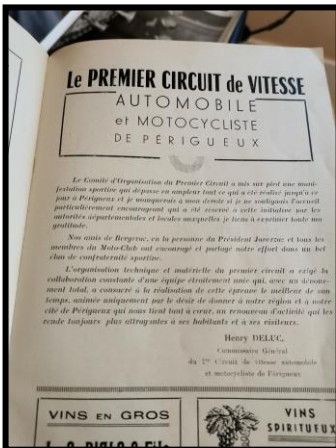 Le PREMIER CIRCUIT de VITESSE
AUTOMOBILE
et MOTOCYCLISTE
DE PÉRIGUEUX
Le Comité d'Organisation du Premier Circuit a mis sur pied une mani-
festation sportive qui dépasse en ampleur tout ce qui a été réalisé jusqu'à ce
jour à Périgueux et je manquerais à mon devoir si je ne soulignais l'accueil
particulièrement encourageant qui a été réservé à cette initiative par les
autorités départementales et locales auxquelles je tiens à exprimer toute ma
gratitude.
Nos amis de Bergerac, en la personne du Président Javerzac et tous les
membres du Moto-Club ont encouragé et partagé notre effort dans un bel
élan de confraternité sportive.
L'organisation technique et matérielle du premier circuit a exigé la
collaboration constante d'une équipe étroitement unie qui, avec un dévoue-
ment total, a consacré à la réalisation de cette épreuve le meilleur de son
temps, animée uniquement par le désir de donner à notre région et à notre
cité de Périgueux qui nous tient tant à cœur, un renouveau d'activité qui les
rende toujours plus attrayantes à ses habitants et à ses visiteurs.
Henry DELUC,
Commissaire Général
du 1er Circuit de vitesse automobile
et motocycliste de Périgueux
VINS EN GROS
VINS
SPIRITUEUX